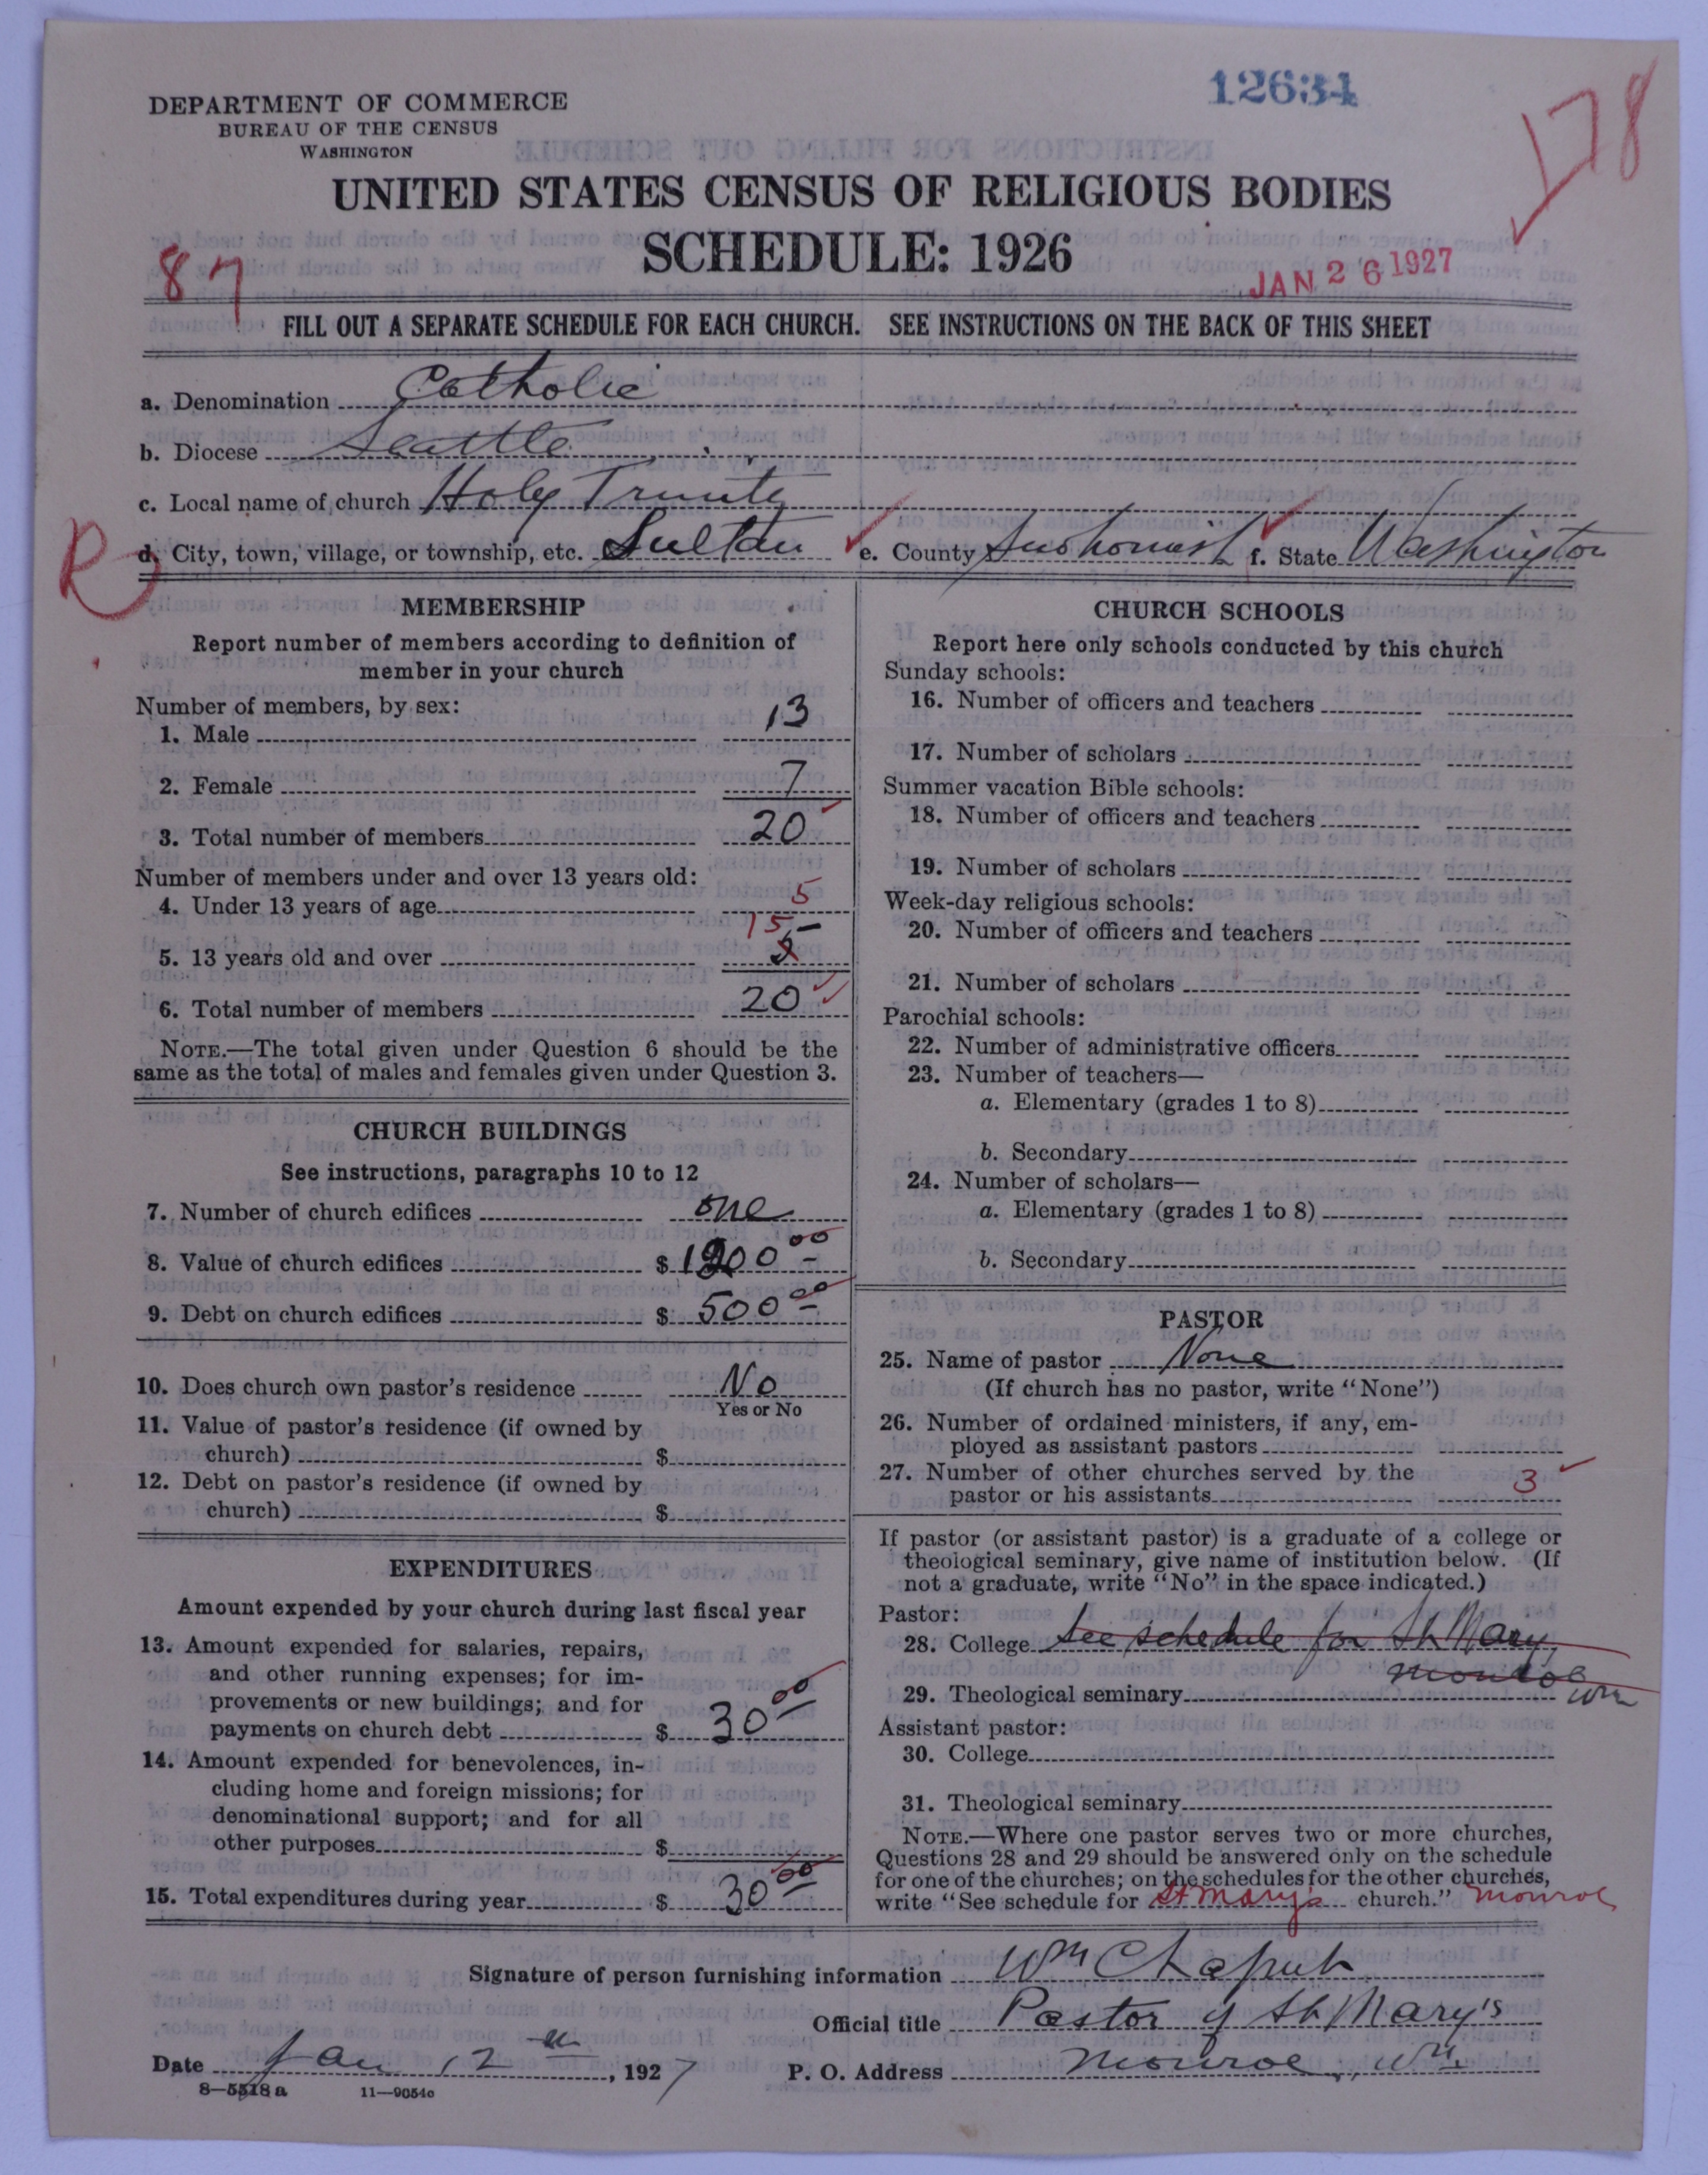 12634
178
DEPARTMENT OF COMMERCE
BUREAU OF THE CENSUS
WASHINGTON
UNITED STATES CENSUS OF RELIGIOUS BODIES
SCHEDULE: 1926
87
JAN 26 1927
FILL OUT A SEPARATE SCHEDULE FOR EACH CHURCH. SEE INSTRUCTIONS ON THE BACK OF THIS SHEET
a. Denomination Catholic
b. Diocese Seattle
c. Local name of church Holy Trinity
R
d. City, town, village, or township, etc. Sultan e. County Snohomish f. State Washington
MEMBERSHIP
Report number of members according to definition of
member in your church
Number of members, by sex:
1. Male 13
2. Female 7
3. Total number of members 20
Number of members under and over 13 years old:
4. Under 13 years of age 5
5. 13 years old and over 15
6. Total number of members 20
NOTE.—The total given under Question 6 should be the
same as the total of males and females given under Question 3.
CHURCH BUILDINGS
See instructions, paragraphs 10 to 12
7. Number of church edifices one
8. Value of church edifices $
9. Debt on church edifices $ 500 00
10. Does church own pastor's residence No
Yes or No
11. Value of pastor's residence (if owned by
church) $
12. Debt on pastor's residence (if owned by
church) $
EXPENDITURES
Amount expended by your church during last fiscal year
13. Amount expended for salaries, repairs,
and other running expenses; for im-
provements or new buildings; and for
payments on church debt $ 30 00
14. Amount expended for benevolences, in-
cluding home and foreign missions; for
denominational support; and for all
other purposes $
15. Total expenditures during year $ 30 00
CHURCH SCHOOLS
Report here only schools conducted by this church
Sunday schools:
16. Number of officers and teachers
17. Number of scholars
Summer vacation Bible schools:
18. Number of officers and teachers
19. Number of scholars
Week-day religious schools:
20. Number of officers and teachers
21. Number of scholars
Parochial schools:
22. Number of administrative officers
23. Number of teachers—
a. Elementary (grades 1 to 8)
b. Secondary
24. Number of scholars—
a. Elementary (grades 1 to 8)
b. Secondary
PASTOR
25. Name of pastor None
(If church has no pastor, write "None")
26. Number of ordained ministers, if any, em-
ployed as assistant pastors
27. Number of other churches served by the
pastor or his assistants 3
If pastor (or assistant pastor) is a graduate of a college or
theological seminary, give name of institution below. (If
not a graduate, write "No" in the space indicated.)
Pastor:
28. College See schedule for St Mary,
Monroe
29. Theological seminary Wn
Assistant pastor:
30. College
31. Theological seminary
NOTE.—Where one pastor serves two or more churches,
Questions 28 and 29 should be answered only on the schedule
for one of the churches; on the schedules for the other churches,
write "See schedule for St Mary's church." Monroe
Signature of person furnishing information Wm
Official title Pastor of St Mary's
Date Jan 12 th, 1927 P. O. Address Monroe, Wn.
8—5518 a 11—9054c